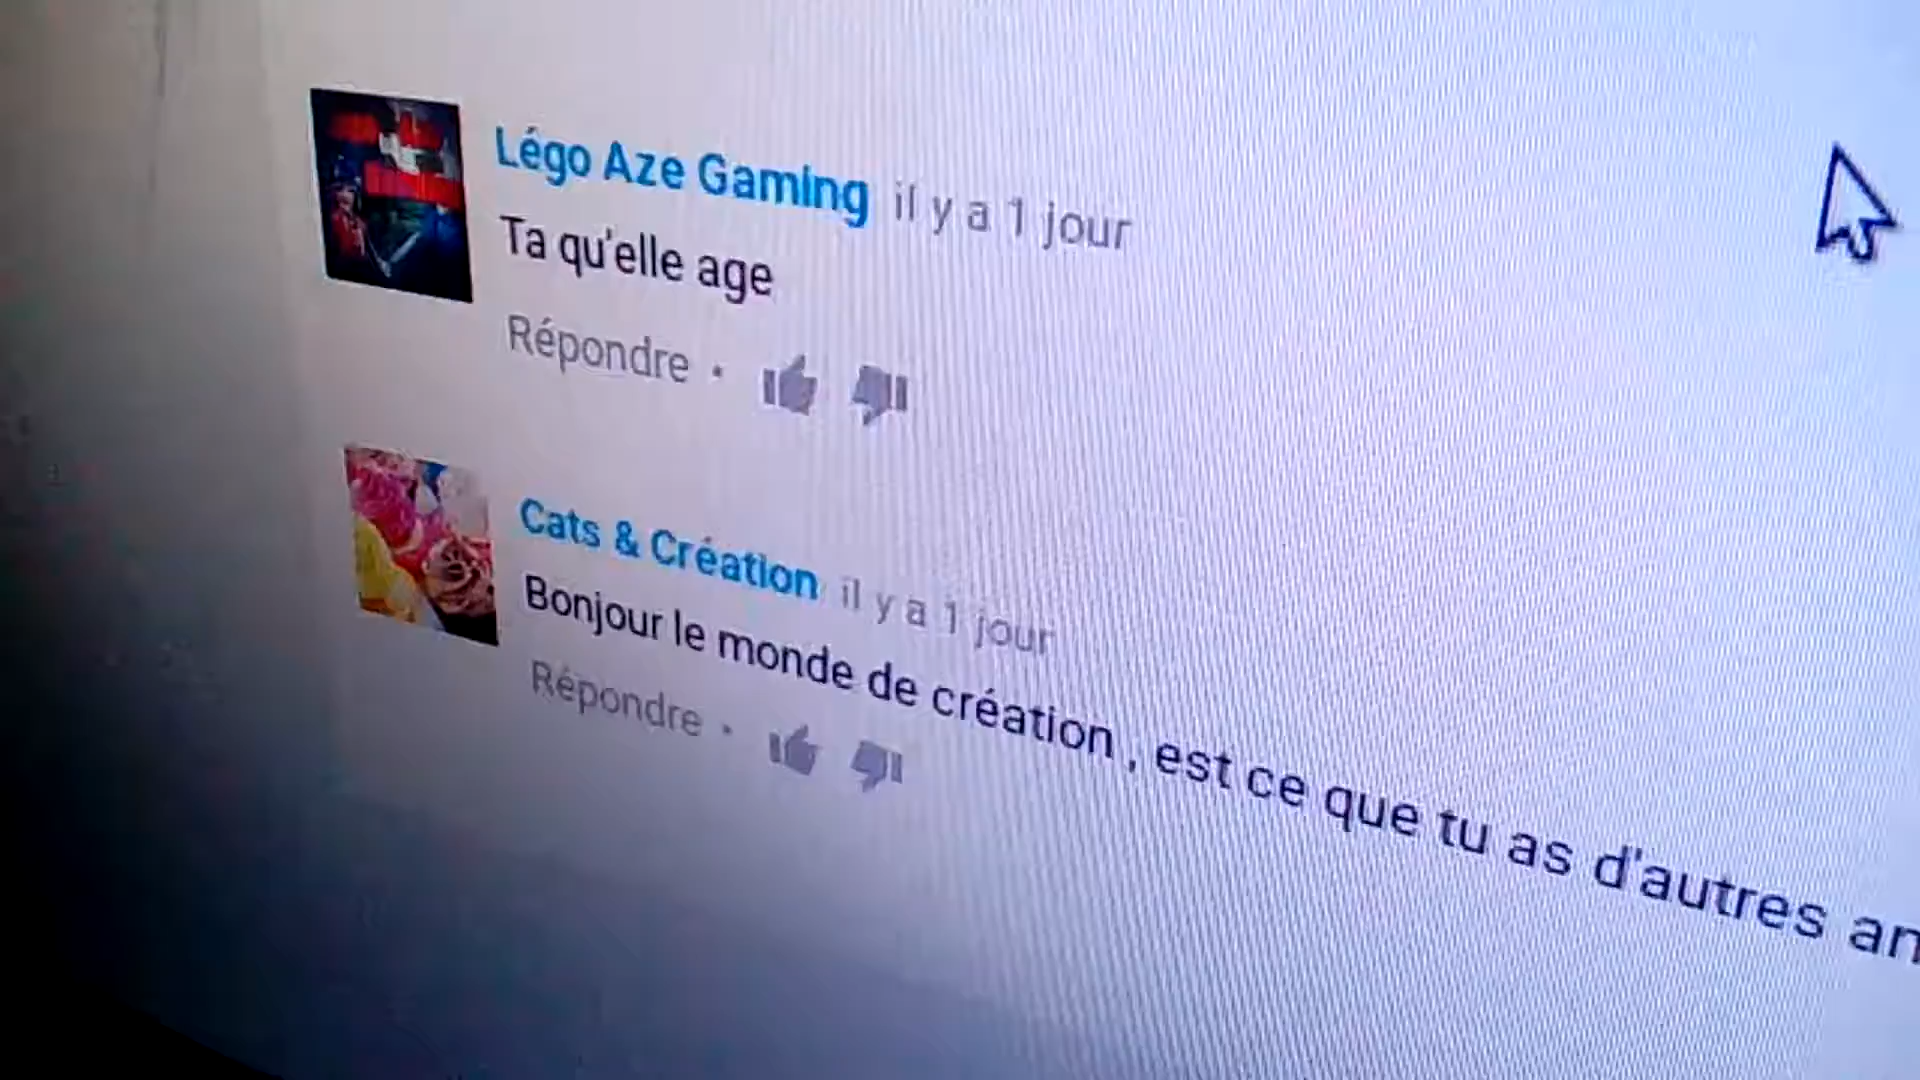 Légo Aze Gaming il y a 1 jour
Ta qu'elle age
Répondre •
Cats & Création il y a 1 jour
Bonjour le monde de création , est ce que tu as d'autres
Répondre •